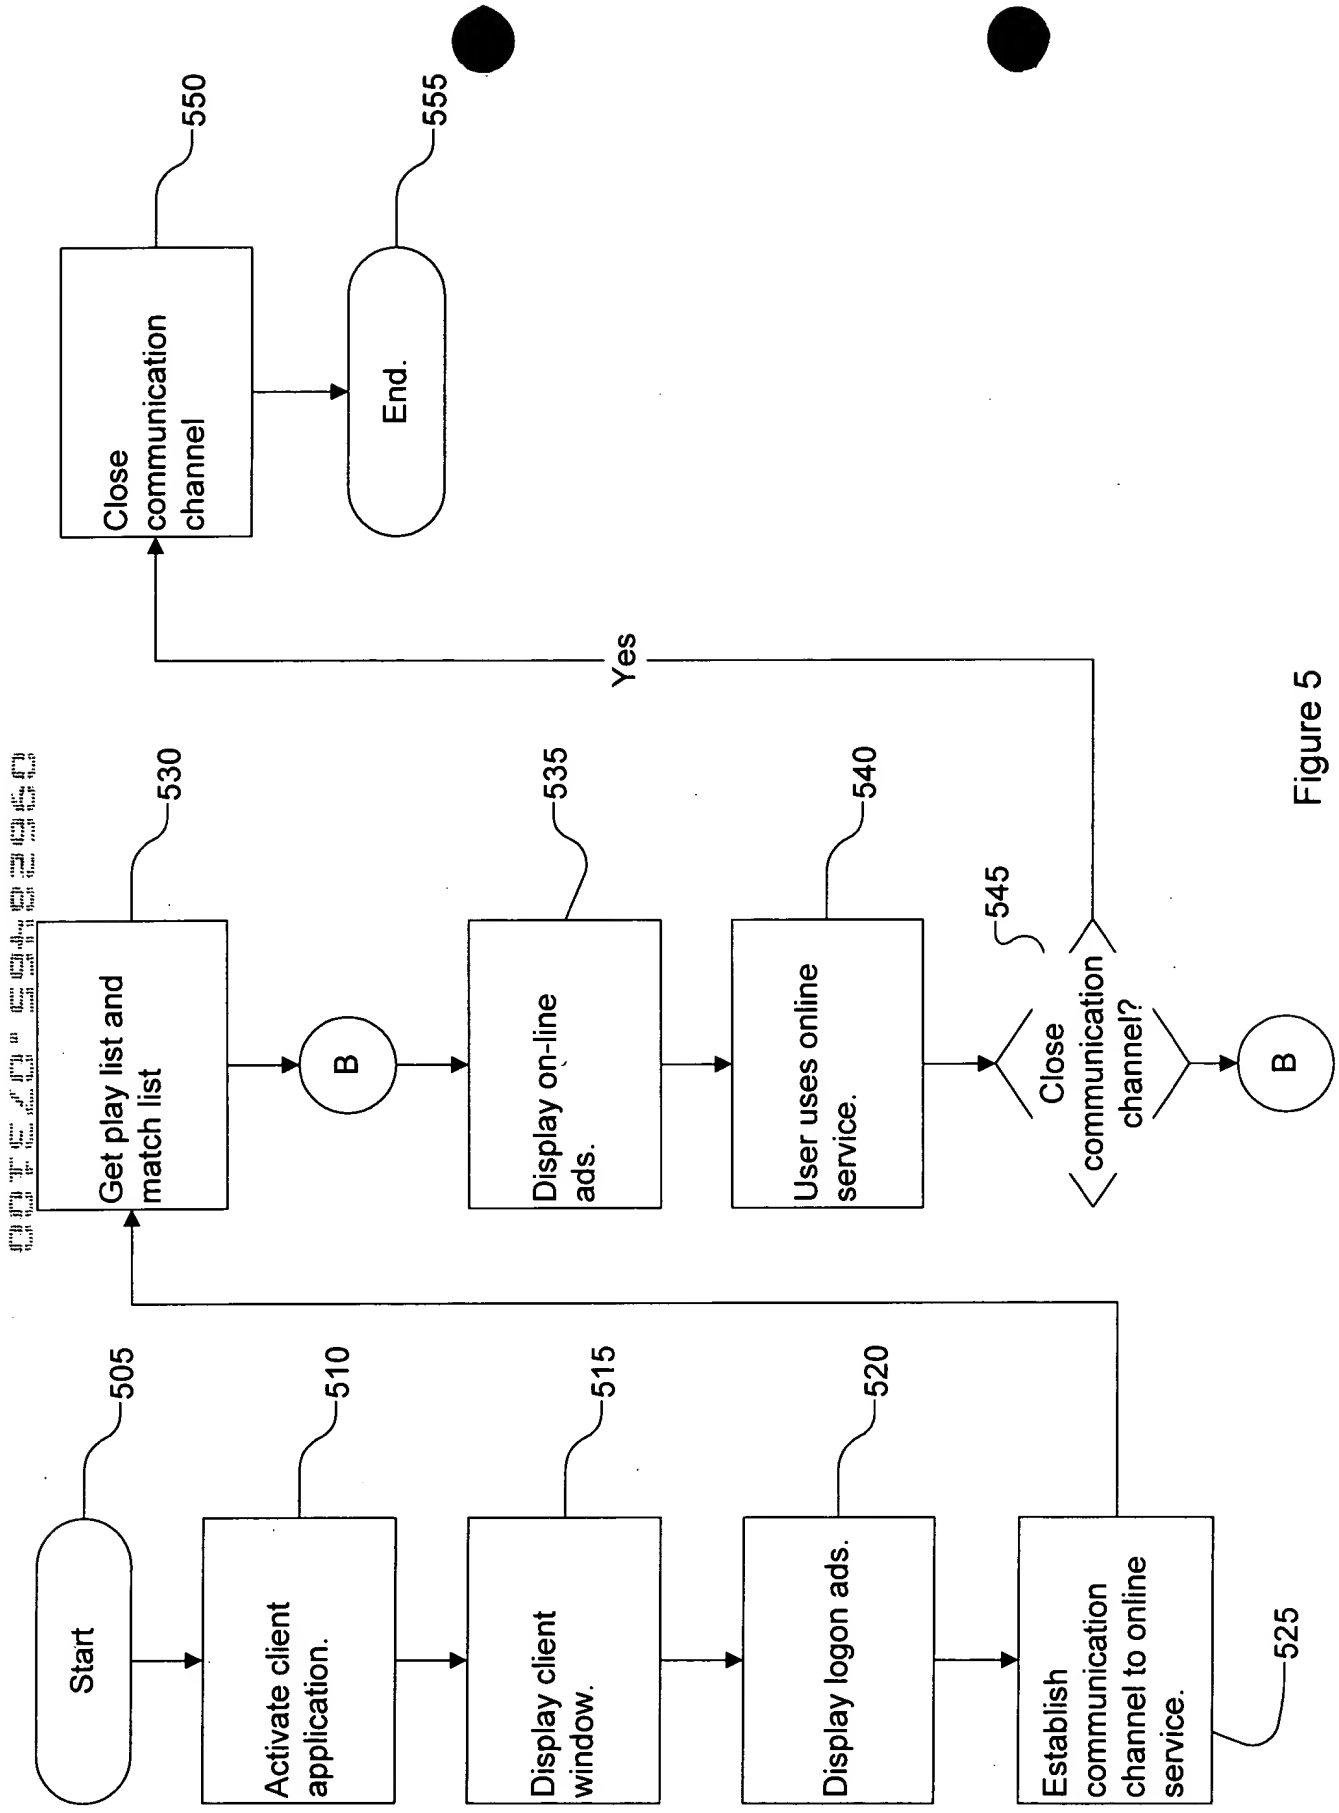 Start
505
Activate client
application.
510
Display client
window.
515
Display logon ads.
520
Establish
communication
channel to online
service.
525
Get play list and
match list
530
B
Display on-line
ads.
535
User uses online
service.
540
Close
communication
channel?
545
B
Yes
Close
communication
channel
550
End.
555
Figure 5